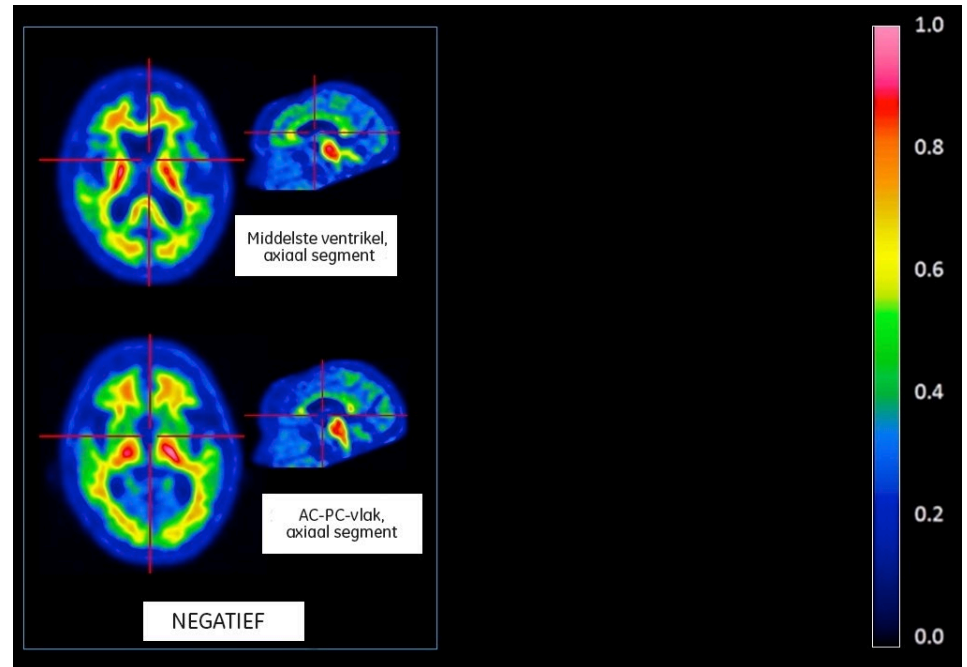 Middelste ventrikel,
axiaal segment
AC-PC-vlak,
axiaal segment
NEGATIEF
1.0
0.8
0.6
0.4
0.2
0.0